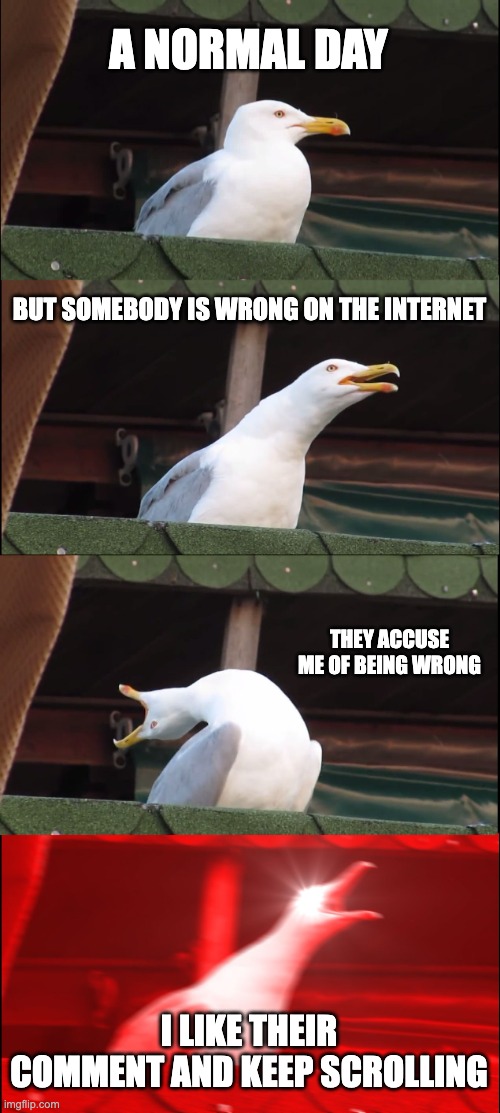 A NORMAL DAY
BUT SOMEBODY IS WRONG ON THE INTERNET
THEY ACCUSE
ME OF BEING WRONG
I LIKE THEIR
COMMENT AND KEEP SCROLLING
imgflip.com